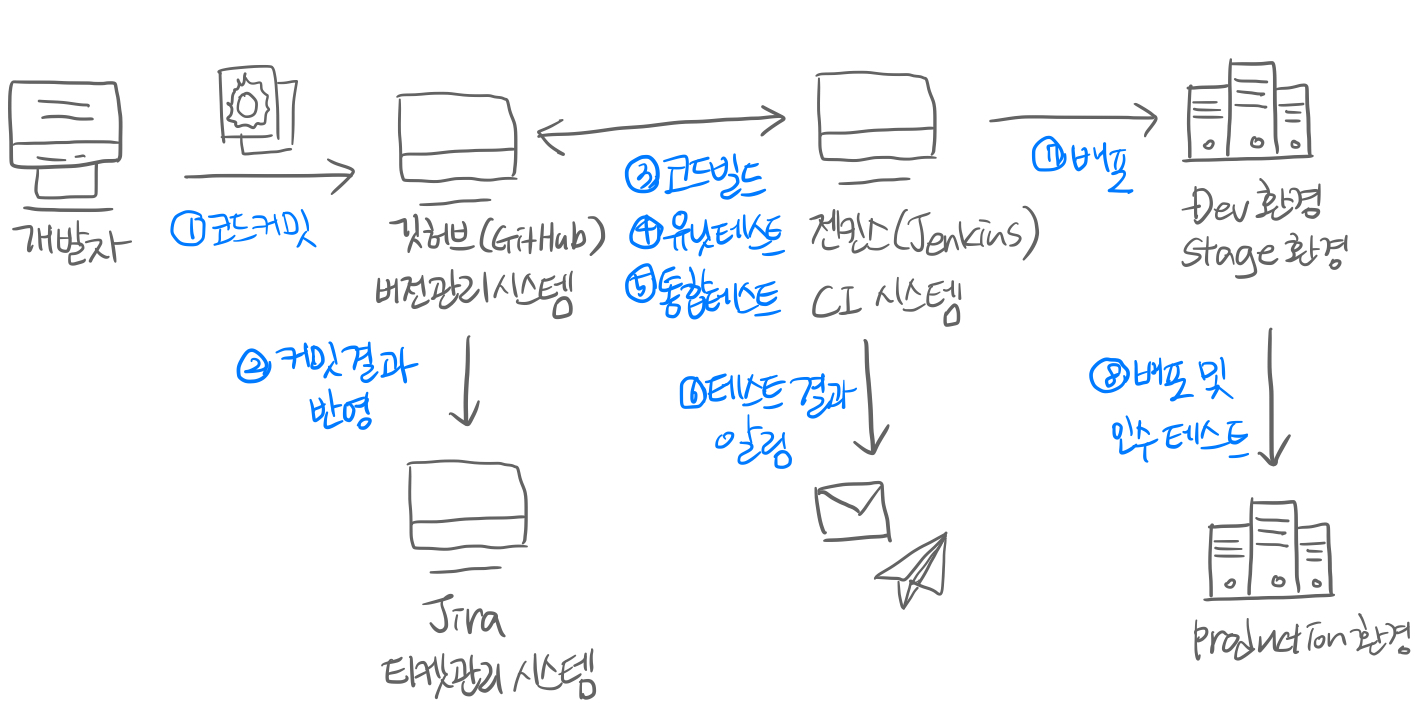 개발자
① 코드커밋
깃허브(GitHub)
버전관리시스템
② 커밋결과
반영
Jira
티켓관리 시스템
③ 코드빌드
④ 유닛테스트
⑤ 통합테스트
젠킨스(Jenkins)
CI 시스템
⑥ 테스트 결과
알림
⑦ 배포
Dev 환경
Stage 환경
⑧ 배포 및
인수 테스트
Production 환경